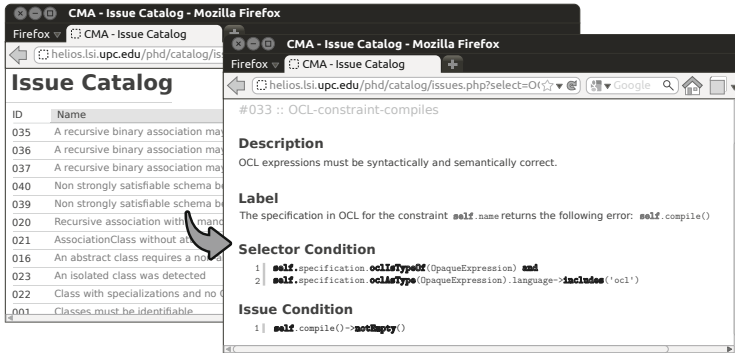 CMA - Issue Catalog - Mozilla Firefox
Firefox
CMA - Issue Catalog
helios.lsi.upc.edu/phd/catalog/is
Issue Catalog
ID Name
035 A recursive binary association may
036 A recursive binary association may
037 A recursive binary association may
040 Non strongly satisfiable schema
039 Non strongly satisfiable schema
020 Recursive association with
021 AssociationClass without
016 An abstract class requires a
023 An isolated class was detected
022 Class with specializations and no
001 Classes must be identifiable
CMA - Issue Catalog - Mozilla Firefox
Firefox
CMA - Issue Catalog
helios.lsi.upc.edu/phd/catalog/issues.php?select=O
Google
#033 :: OCL-constraint-compiles
Description
OCL expressions must be syntactically and semantically correct.
Label
The specification in OCL for the constraint self.name returns the following error: self.compile()
Selector Condition
1 self.specification.oclIsTypeOf(OpaqueExpression) and
2 self.specification.oclAsType(OpaqueExpression).language->includes('ocl')
Issue Condition
1 self.compile()->notEmpty()